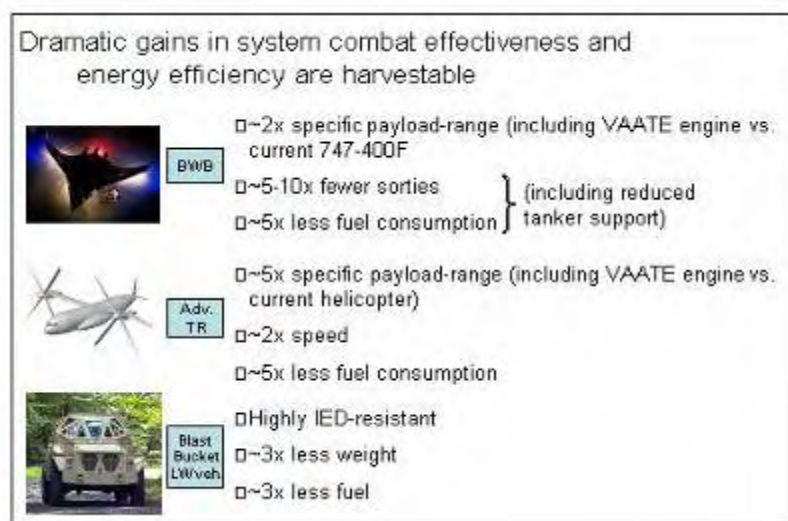 Dramatic gains in system combat effectiveness and
energy efficiency are harvestable
BWB
□~2x specific payload-range (including VAATE engine vs.
current 747-400F
□~5-10x fewer sorties
□~5x less fuel consumption
(including reduced
tanker support)
Adv.
TR
□~5x specific payload-range (including VAATE engine vs.
current helicopter)
□~2x speed
□~5x less fuel consumption
Blast
Bucket
LWveh.
□Highly IED-resistant
□~3x less weight
□~3x less fuel